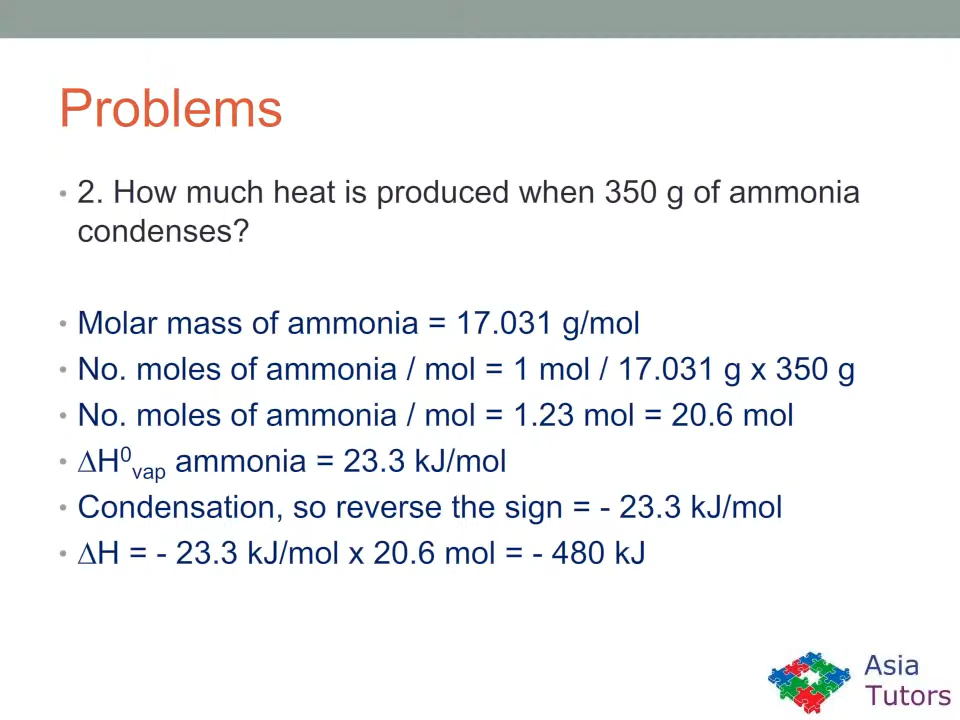 Problems
• 2. How much heat is produced when 350 g of ammonia
condenses?
• Molar mass of ammonia = 17.031 g/mol
• No. moles of ammonia / mol = 1 mol / 17.031 g x 350 g
• No. moles of ammonia / mol = 1.23 mol = 20.6 mol
• ∆H⁰vap ammonia = 23.3 kJ/mol
• Condensation, so reverse the sign = - 23.3 kJ/mol
• ∆H = - 23.3 kJ/mol x 20.6 mol = - 480 kJ
Asia
Tutors